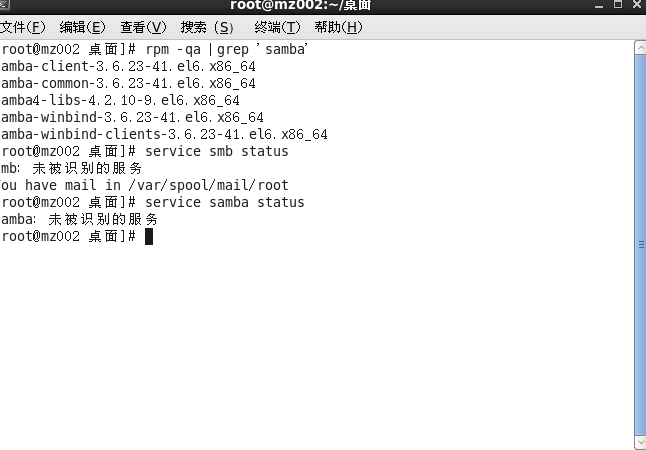 root@mz002:~/桌面
文件(F) 编辑(E) 查看(V) 搜索 (S) 终端(T) 帮助(H)
root@mz002 桌面]# rpm -qa |grep 'samba'
amba-client-3.6.23-41.el6.x86_64
amba-common-3.6.23-41.el6.x86_64
amba4-libs-4.2.10-9.el6.x86_64
amba-winbind-3.6.23-41.el6.x86_64
amba-winbind-clients-3.6.23-41.el6.x86_64
root@mz002 桌面]# service smb status
mb: 未被识别的服务
ou have mail in /var/spool/mail/root
root@mz002 桌面]# service samba status
amba: 未被识别的服务
root@mz002 桌面]#